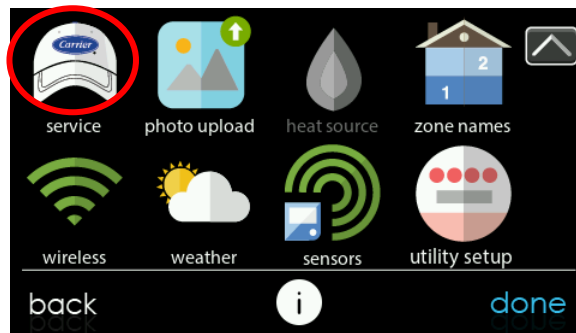 Carrier
service
photo upload
heat source
zone names
2
1
wireless
weather
sensors
utility setup
back
i
done